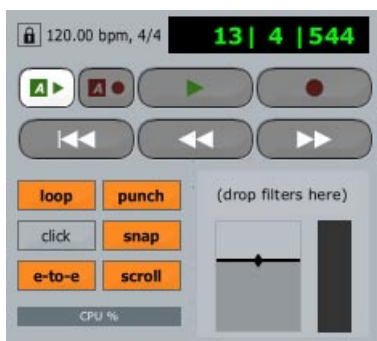 120.00 bpm, 4/4
13| 4 |544
A A
loop punch
(drop filters here)
click snap
e-to-e scroll
CPU %